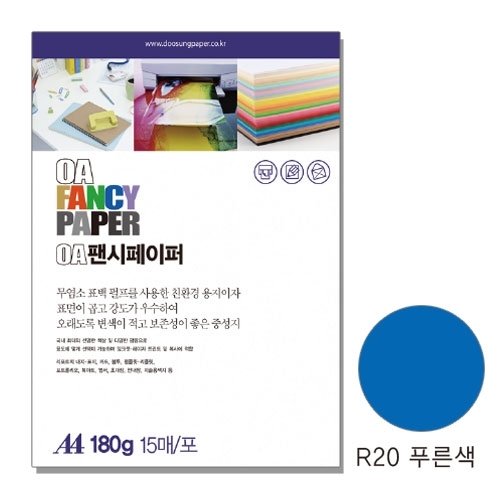 www.doosungpaper.co.kr
OA
FANCY
PAPER
OA팬시페이퍼
무염소 표백 펄프를 사용한 친환경 용지이자
표면이 곱고 강도가 우수하여
오래도록 변색이 적고 보존성이 좋은 중성지
A4 180g 15매/포
R20 푸른색